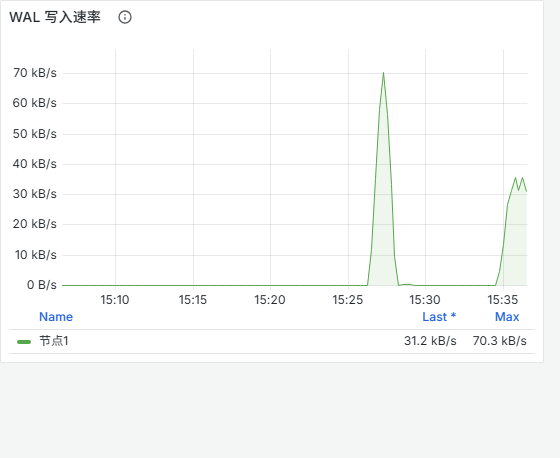 WAL 写入速率
70 kB/s
60 kB/s
50 kB/s
40 kB/s
30 kB/s
20 kB/s
10 kB/s
0 B/s
15:10 15:15 15:20 15:25 15:30 15:35
Name Last * Max
节点1 31.2 kB/s 70.3 kB/s